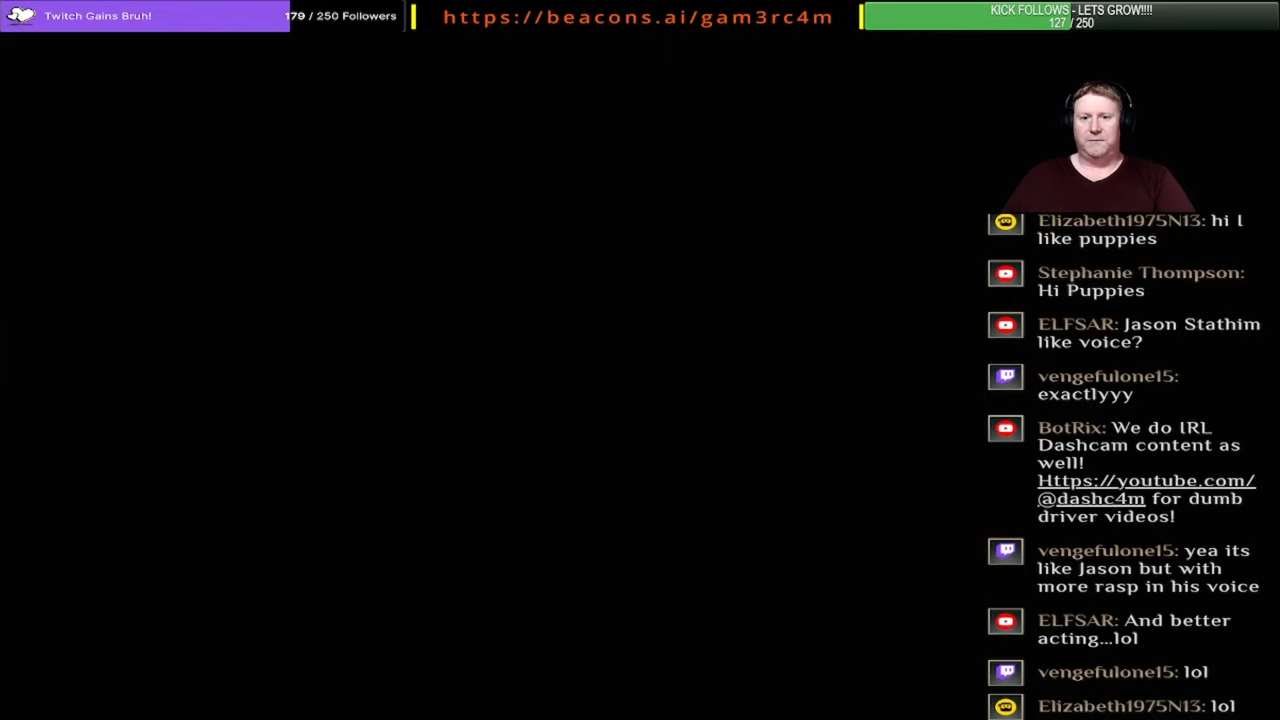 Twitch Gains Bruh!
179 / 250 Followers
https://beacons.ai/gam3rc4m
KICK FOLLOWS - LETS GROW!!!!
127 / 250
Elizabeth1975N13: hi I
like puppies
Stephanie Thompson:
Hi Puppies
ELFSAR: Jason Stathim
like voice?
vengefulone15:
exactlyyy
BotRix: We do IRL
Dashcam content as
well!
Https://youtube.com/
@dashc4m for dumb
driver videos!
vengefulone15: yea its
like Jason but with
more rasp in his voice
ELFSAR: And better
acting...lol
vengefulone15: lol
Elizabeth1975N13: lol